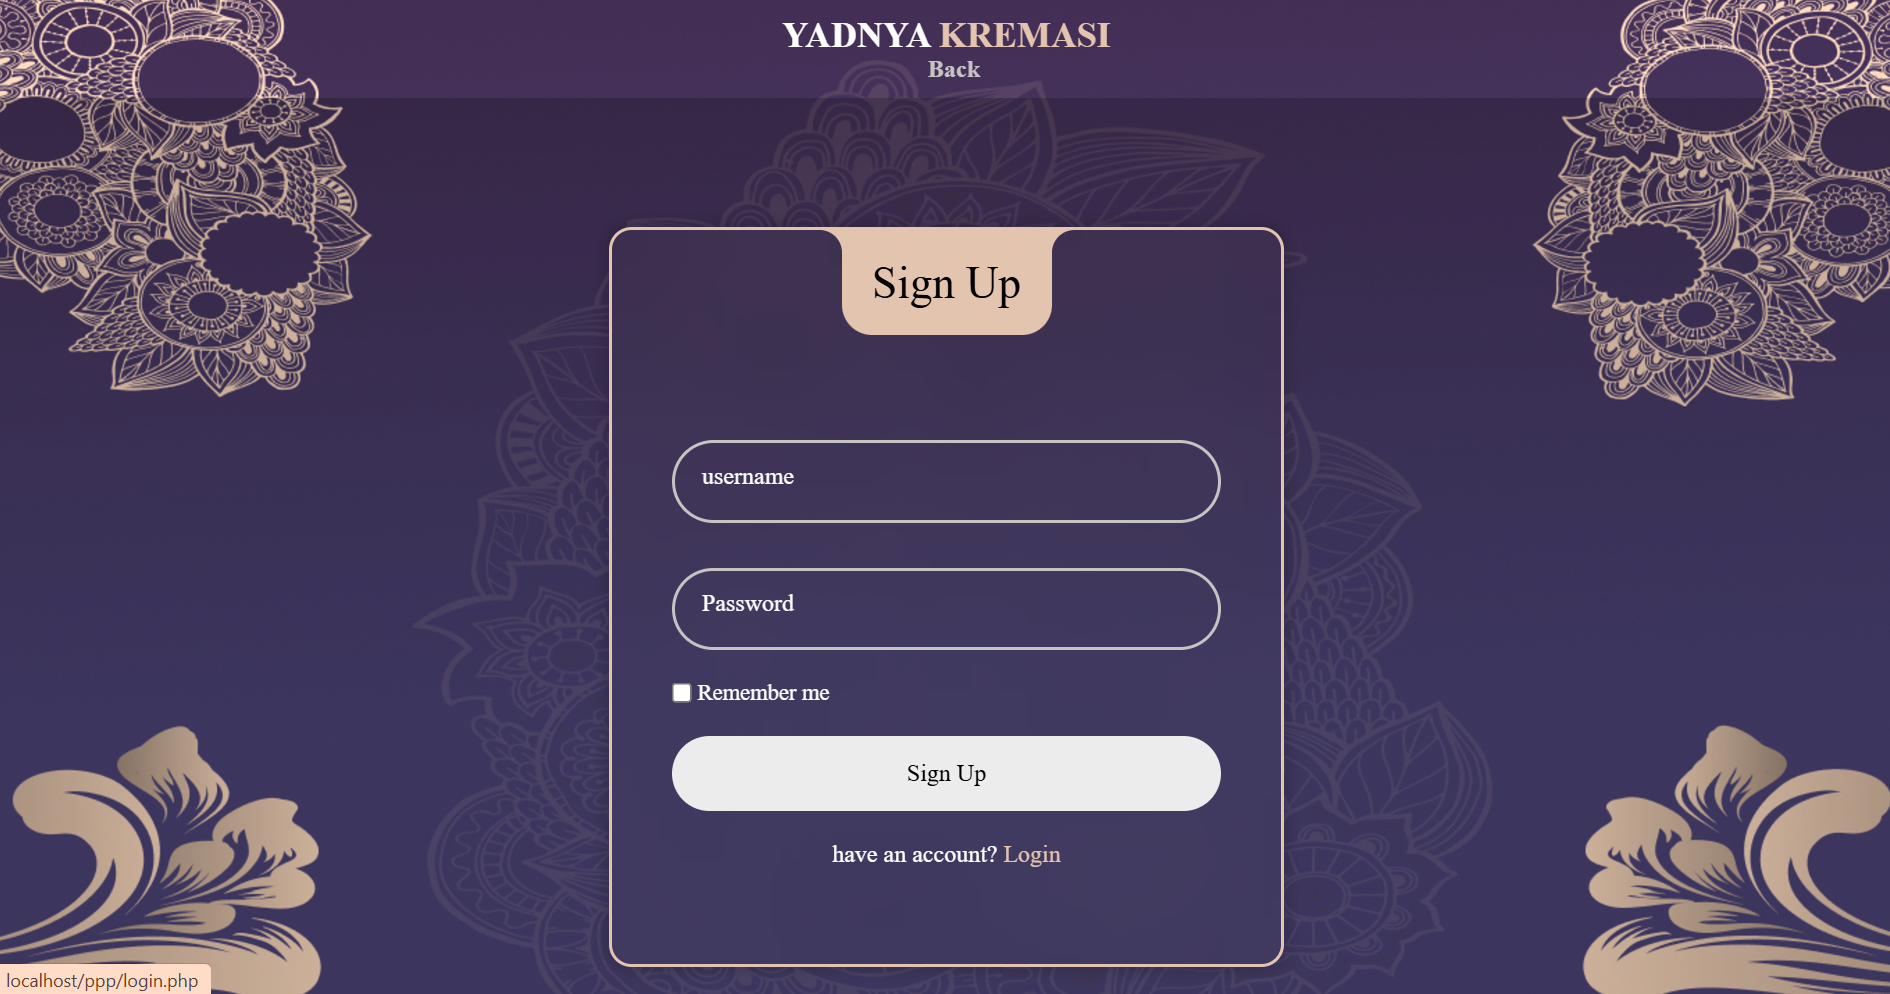 YADNYA KREMASI
Back
Sign Up
username
Password
Remember me
Sign Up
have an account? Login
localhost/ppp/login.php